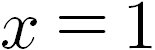 x = 1